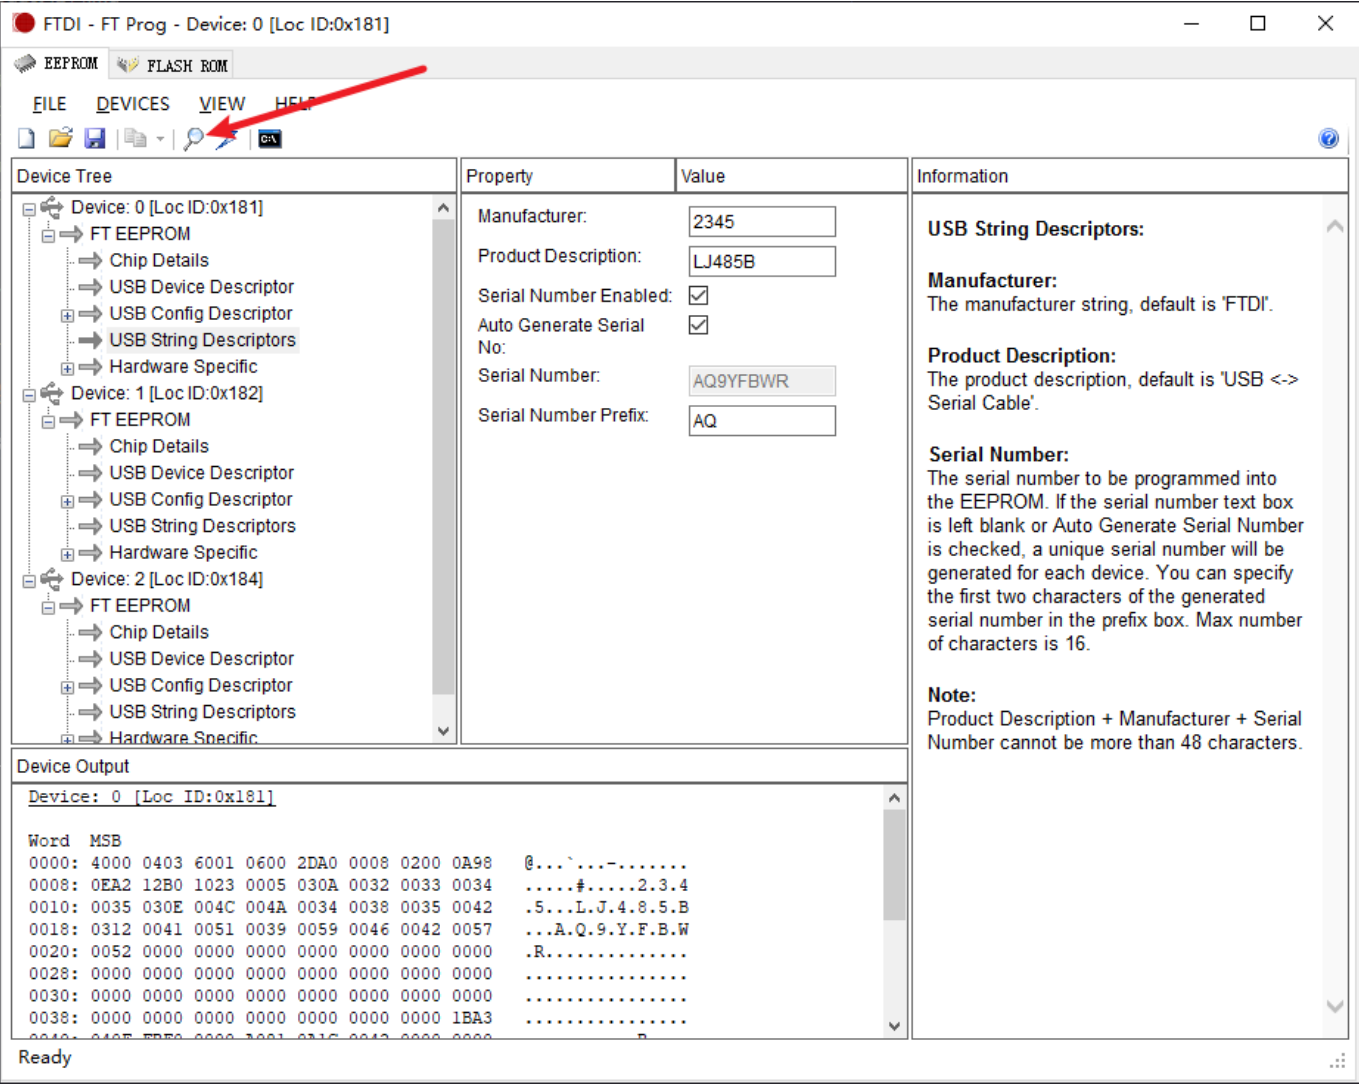 FTDI - FT Prog - Device: 0 [Loc ID:0x181]
EEPROM FLASH ROM
FILE DEVICES VIEW HELP
C:\
Device Tree
Device: 0 [Loc ID:0x181]
FT EEPROM
Chip Details
USB Device Descriptor
USB Config Descriptor
USB String Descriptors
Hardware Specific
Device: 1 [Loc ID:0x182]
FT EEPROM
Chip Details
USB Device Descriptor
USB Config Descriptor
USB String Descriptors
Hardware Specific
Device: 2 [Loc ID:0x184]
FT EEPROM
Chip Details
USB Device Descriptor
USB Config Descriptor
USB String Descriptors
Hardware Specific
Property Value
Manufacturer: 2345
Product Description: LJ485B
Serial Number Enabled:
Auto Generate Serial
No:
Serial Number: AQ9YFBWR
Serial Number Prefix: AQ
Information
USB String Descriptors:
Manufacturer:
The manufacturer string, default is 'FTDI'.
Product Description:
The product description, default is 'USB <->
Serial Cable'.
Serial Number:
The serial number to be programmed into
the EEPROM. If the serial number text box
is left blank or Auto Generate Serial Number
is checked, a unique serial number will be
generated for each device. You can specify
the first two characters of the generated
serial number in the prefix box. Max number
of characters is 16.
Note:
Product Description + Manufacturer + Serial
Number cannot be more than 48 characters.
Device Output
Device: 0 [Loc ID:0x181]
Word MSB
0000: 4000 0403 6001 0600 2DA0 0008 0200 0A98 @...`...-.......
0008: 0EA2 12B0 1023 0005 030A 0032 0033 0034 .....#.....2.3.4
0010: 0035 030E 004C 004A 0034 0038 0035 0042 .5...L.J.4.8.5.B
0018: 0312 0041 0051 0039 0059 0046 0042 0057 ...A.Q.9.Y.F.B.W
0020: 0052 0000 0000 0000 0000 0000 0000 0000 .R..............
0028: 0000 0000 0000 0000 0000 0000 0000 0000 ................
0030: 0000 0000 0000 0000 0000 0000 0000 0000 ................
0038: 0000 0000 0000 0000 0000 0000 0000 1BA3 ................
Ready